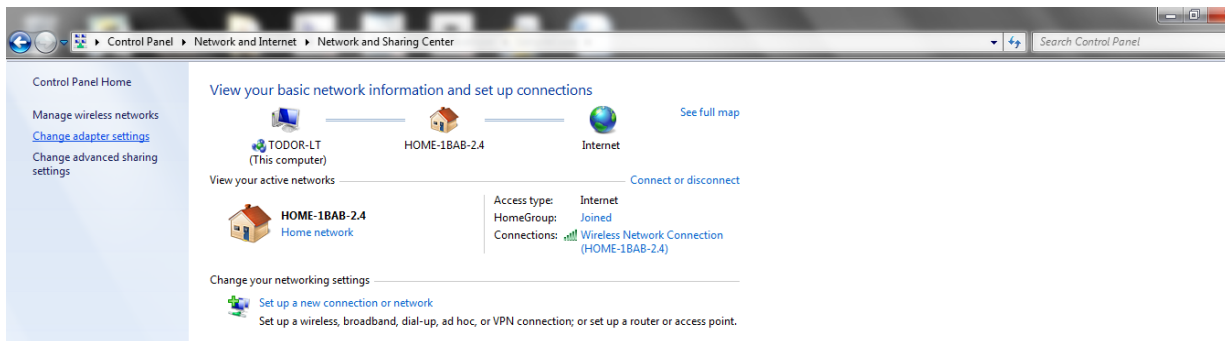 Control Panel ▸ Network and Internet ▸ Network and Sharing Center
Search Control Panel
Control Panel Home
Manage wireless networks
Change adapter settings
Change advanced sharing
settings
View your basic network information and set up connections
See full map
TODOR-LT
(This computer)
HOME-1BAB-2.4
Internet
View your active networks
Connect or disconnect
HOME-1BAB-2.4
Home network
Access type: Internet
HomeGroup: Joined
Connections: Wireless Network Connection
(HOME-1BAB-2.4)
Change your networking settings
Set up a new connection or network
Set up a wireless, broadband, dial-up, ad hoc, or VPN connection; or set up a router or access point.